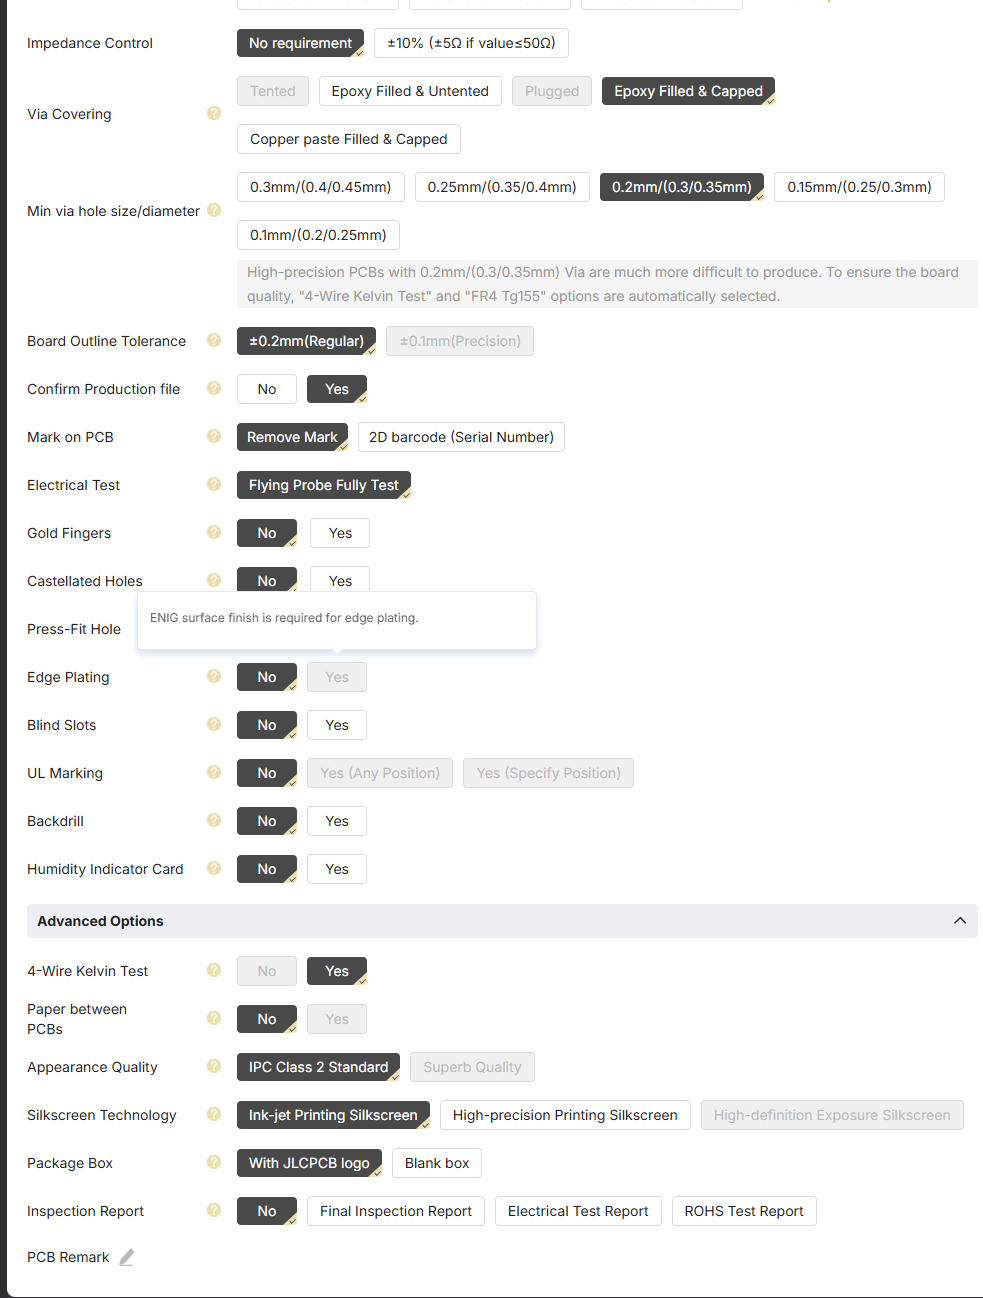 Impedance Control
No requirement
±10% (±5Ω if value≤50Ω)
Via Covering
?
Tented
Epoxy Filled & Untented
Plugged
Epoxy Filled & Capped
Copper paste Filled & Capped
Min via hole size/diameter
?
0.3mm/(0.4/0.45mm)
0.25mm/(0.35/0.4mm)
0.2mm/(0.3/0.35mm)
0.15mm/(0.25/0.3mm)
0.1mm/(0.2/0.25mm)
High-precision PCBs with 0.2mm/(0.3/0.35mm) Via are much more difficult to produce. To ensure the board
quality, "4-Wire Kelvin Test" and "FR4 Tg155" options are automatically selected.
Board Outline Tolerance
?
±0.2mm(Regular)
±0.1mm(Precision)
Confirm Production file
?
No
Yes
Mark on PCB
?
Remove Mark
2D barcode (Serial Number)
Electrical Test
?
Flying Probe Fully Test
Gold Fingers
?
No
Yes
Castellated Holes
?
No
Yes
ENIG surface finish is required for edge plating.
Press-Fit Hole
Edge Plating
?
No
Yes
Blind Slots
?
No
Yes
UL Marking
?
No
Yes (Any Position)
Yes (Specify Position)
Backdrill
?
No
Yes
Humidity Indicator Card
?
No
Yes
Advanced Options
4-Wire Kelvin Test
?
No
Yes
Paper between
PCBs
?
No
Yes
Appearance Quality
?
IPC Class 2 Standard
Superb Quality
Silkscreen Technology
?
Ink-jet Printing Silkscreen
High-precision Printing Silkscreen
High-definition Exposure Silkscreen
Package Box
?
With JLCPCB logo
Blank box
Inspection Report
?
No
Final Inspection Report
Electrical Test Report
ROHS Test Report
PCB Remark